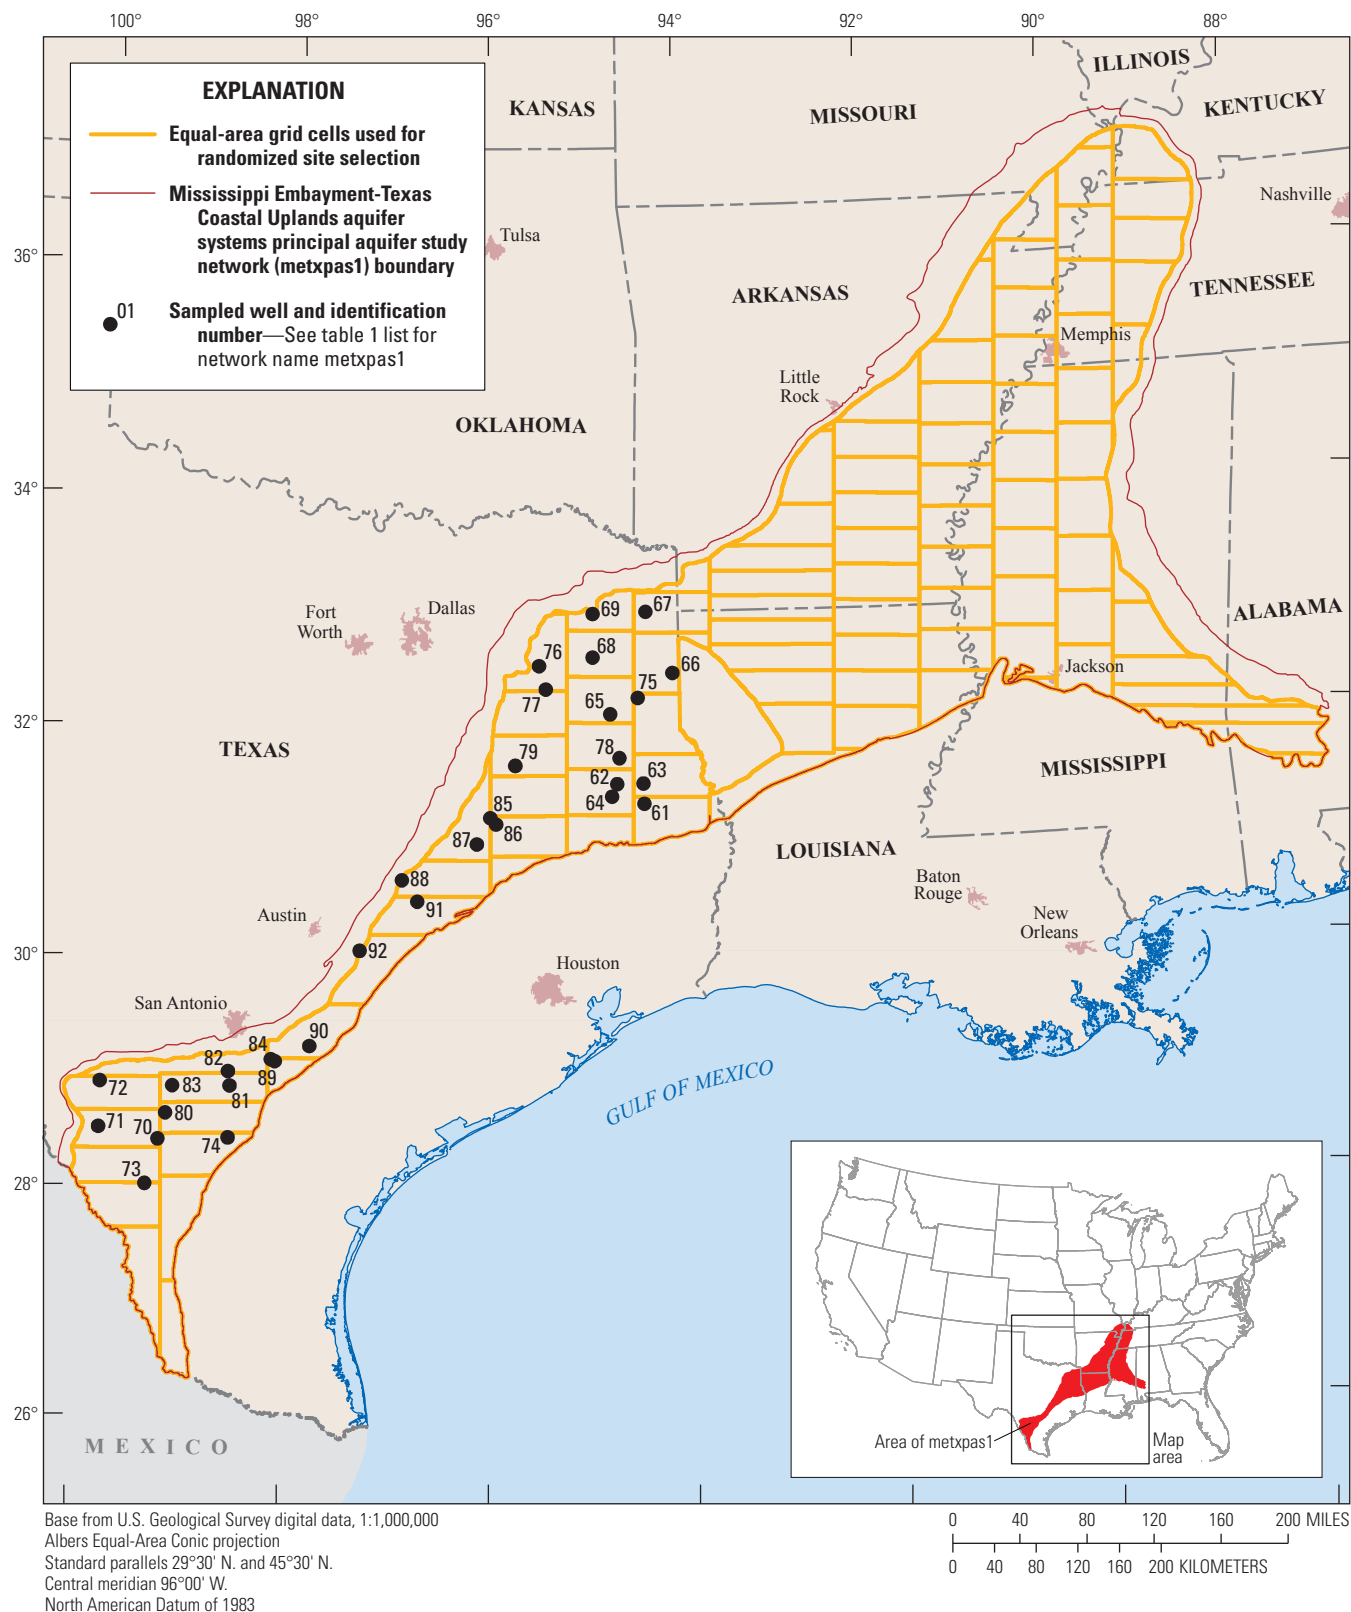 100° 98° 96° 94° 92° 90° 88°
EXPLANATION
Equal-area grid cells used for
randomized site selection
Mississippi Embayment-Texas
Coastal Uplands aquifer
systems principal aquifer study
network (metxpas1) boundary
01
Sampled well and identification
number—See table 1 list for
network name metxpas1
ILLINOIS
KANSAS
MISSOURI
KENTUCKY
Nashville
Tulsa
36°
ARKANSAS
TENNESSEE
Memphis
Little
Rock
OKLAHOMA
34°
Fort
Worth
Dallas
69
67
ALABAMA
76
68
66
Jackson
75
77
65
32°
TEXAS
79
78
62
63
MISSISSIPPI
64
61
85
86
87
LOUISIANA
88
Baton
Rouge
91
Austin
New
Orleans
92
30°
Houston
San Antonio
90
84
82
89
72
83
81
GULF OF MEXICO
80
71
70
74
73
28°
26°
MEXICO
Area of metxpas1
Map
area
Base from U.S. Geological Survey digital data, 1:1,000,000
Albers Equal-Area Conic projection
Standard parallels 29°30' N. and 45°30' N.
Central meridian 96°00' W.
North American Datum of 1983
0 40 80 120 160 200 MILES
0 40 80 120 160 200 KILOMETERS